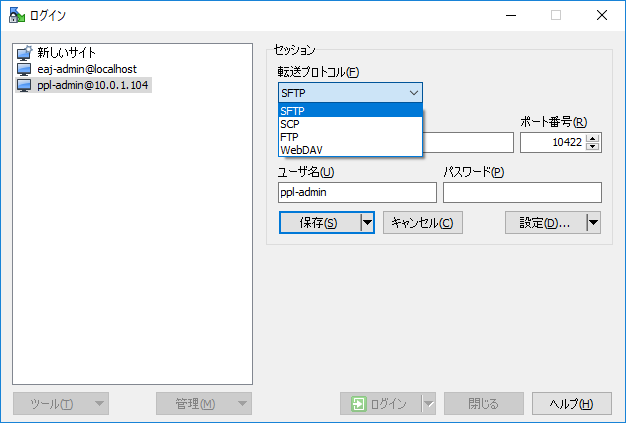 ログイン
新しいサイト
eaj-admin@localhost
ppl-admin@10.0.1.104
セッション
転送プロトコル(F)
SFTP
SFTP
SCP
FTP
WebDAV
ポート番号(R)
10422
ユーザ名(U)
パスワード(P)
ppl-admin
保存(S)
キャンセル(C)
設定(D)...
ツール(T)
管理(M)
ログイン
閉じる
ヘルプ(H)